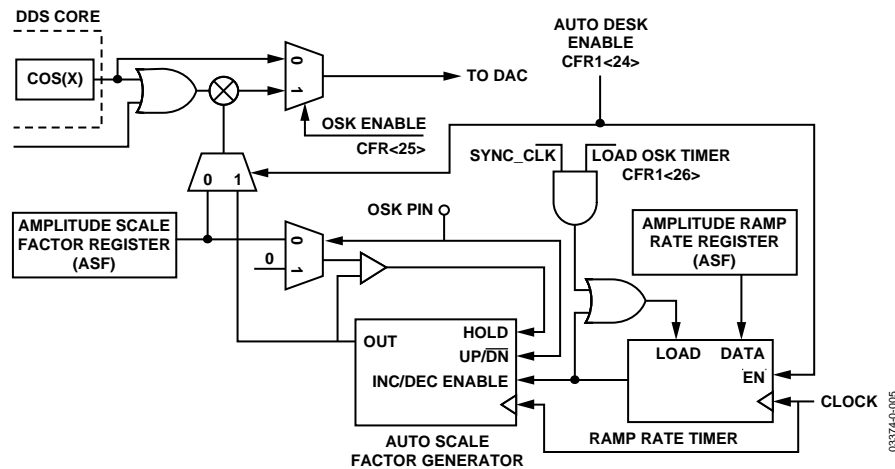 DDS CORE
COS(X)
0
1
TO DAC
OSK ENABLE
CFR<25>
AUTO DESK
ENABLE
CFR1<24>
SYNC_CLK
LOAD OSK TIMER
CFR1<26>
0 1
OSK PIN
AMPLITUDE SCALE
FACTOR REGISTER
(ASF)
0
1
0
AMPLITUDE RAMP
RATE REGISTER
(ASF)
OUT
HOLD
UP/DN
INC/DEC ENABLE
LOAD DATA
EN
CLOCK
RAMP RATE TIMER
AUTO SCALE
FACTOR GENERATOR
03374-0-005